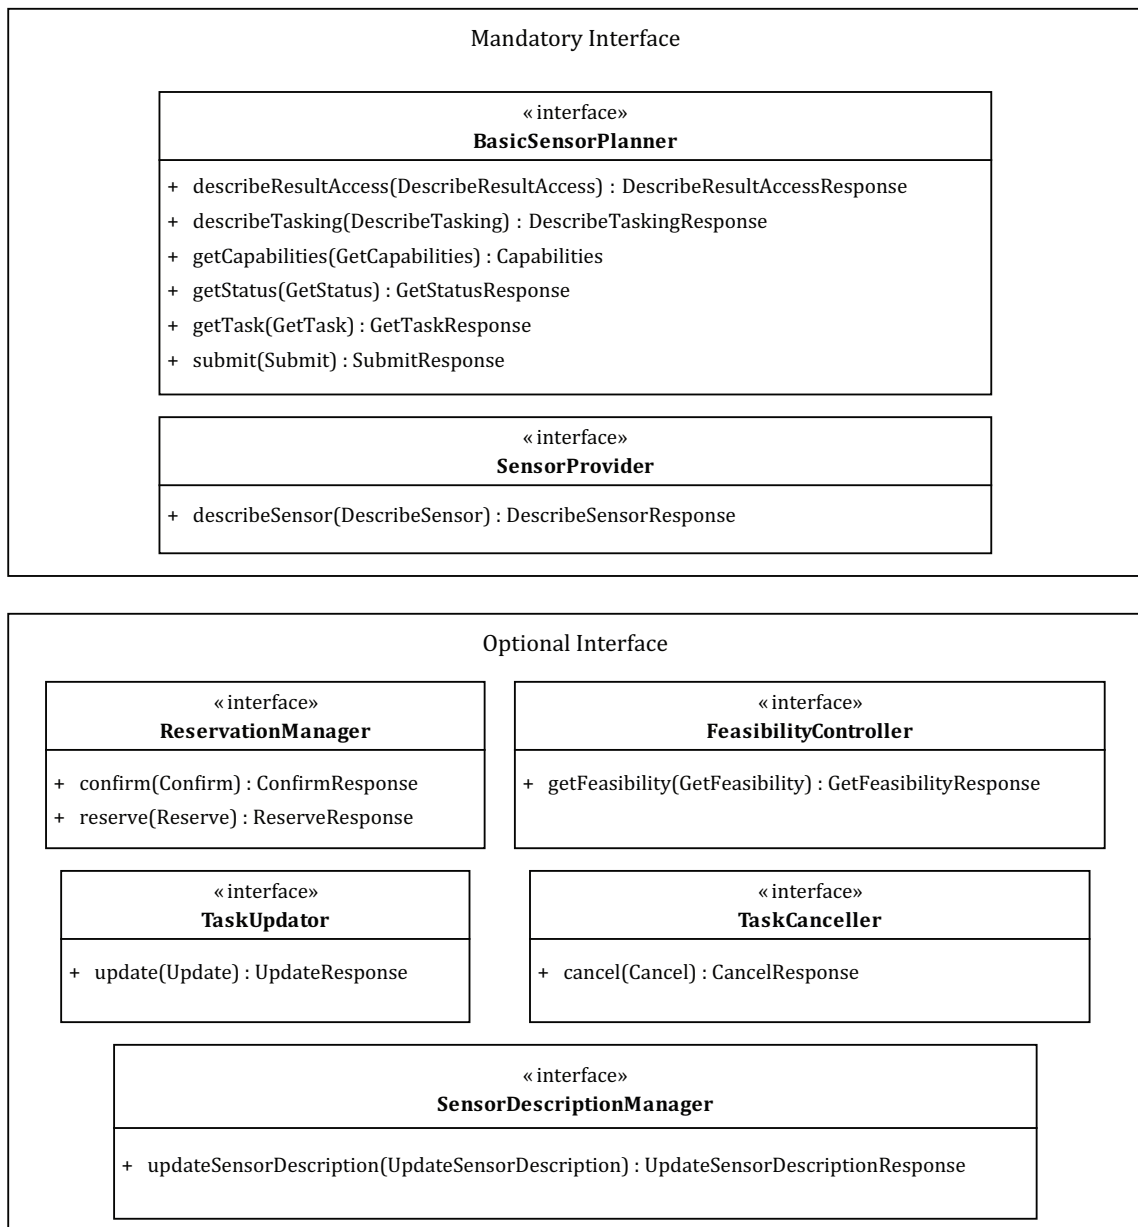 Mandatory Interface
«interface»
BasicSensorPlanner
+ describeResultAccess(DescribeResultAccess) : DescribeResultAccessResponse
+ describeTasking(DescribeTasking) : DescribeTaskingResponse
+ getCapabilities(GetCapabilities) : Capabilities
+ getStatus(GetStatus) : GetStatusResponse
+ getTask(GetTask) : GetTaskResponse
+ submit(Submit) : SubmitResponse
«interface»
SensorProvider
+ describeSensor(DescribeSensor) : DescribeSensorResponse
Optional Interface
«interface»
ReservationManager
+ confirm(Confirm) : ConfirmResponse
+ reserve(Reserve) : ReserveResponse
«interface»
FeasibilityController
+ getFeasibility(GetFeasibility) : GetFeasibilityResponse
«interface»
TaskUpdator
+ update(Update) : UpdateResponse
«interface»
TaskCanceller
+ cancel(Cancel) : CancelResponse
«interface»
SensorDescriptionManager
+ updateSensorDescription(UpdateSensorDescription) : UpdateSensorDescriptionResponse